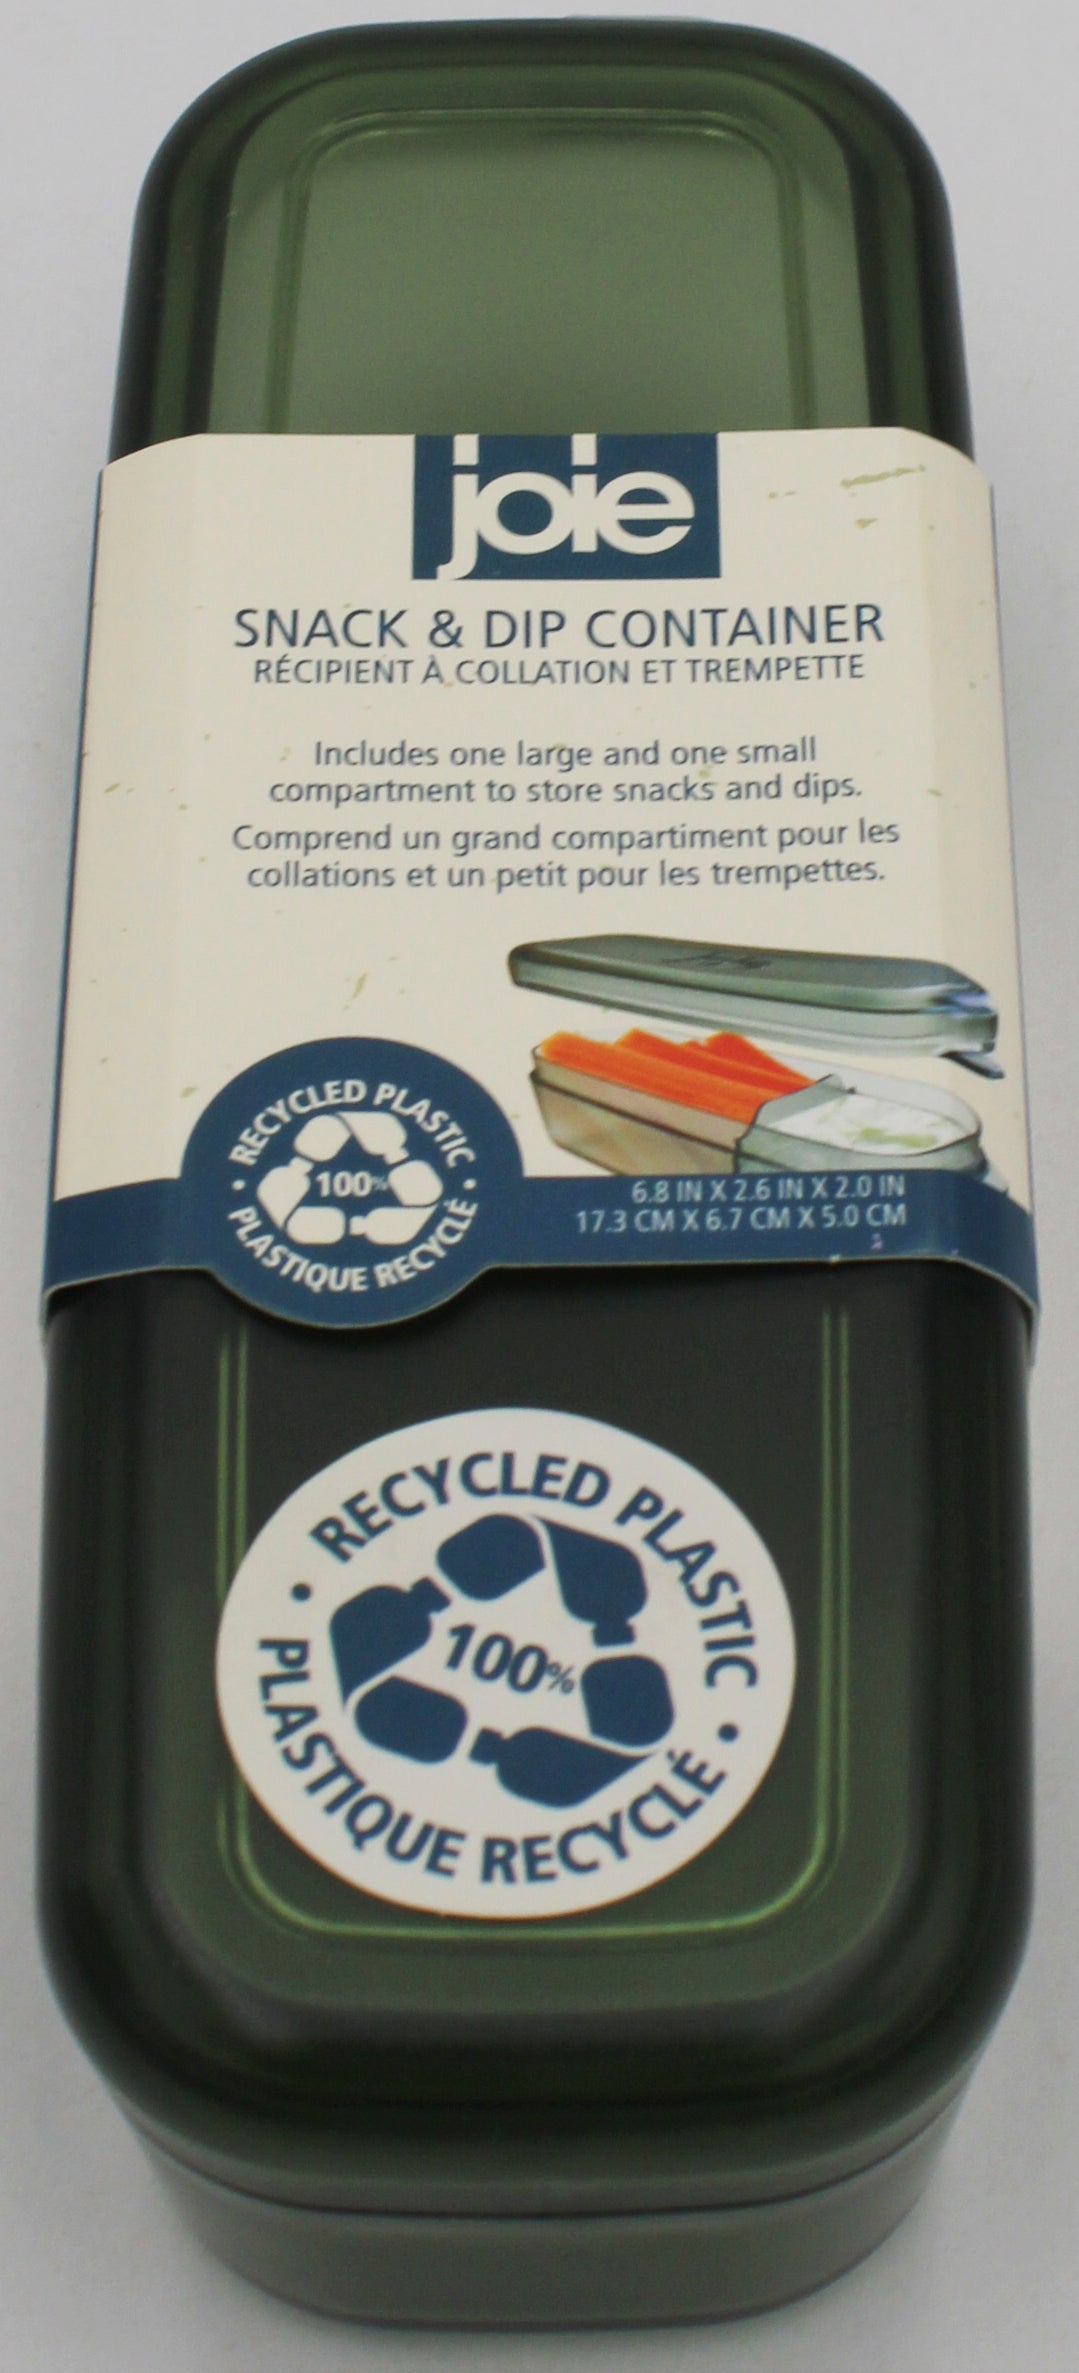 joie
SNACK & DIP CONTAINER
RÉCIPIENT À COLLATION ET TREMPETTE
Includes one large and one small
compartment to store snacks and dips.
Comprend un grand compartiment pour les
collations et un petit pour les trempettes.
RECYCLED PLASTIC
100%
PLASTIQUE RECYCLÉ
6.8 IN X 2.6 IN X 2.0 IN
17.3 CM X 6.7 CM X 5.0 CM
RECYCLED PLASTIC
100%
PLASTIQUE RECYCLÉ